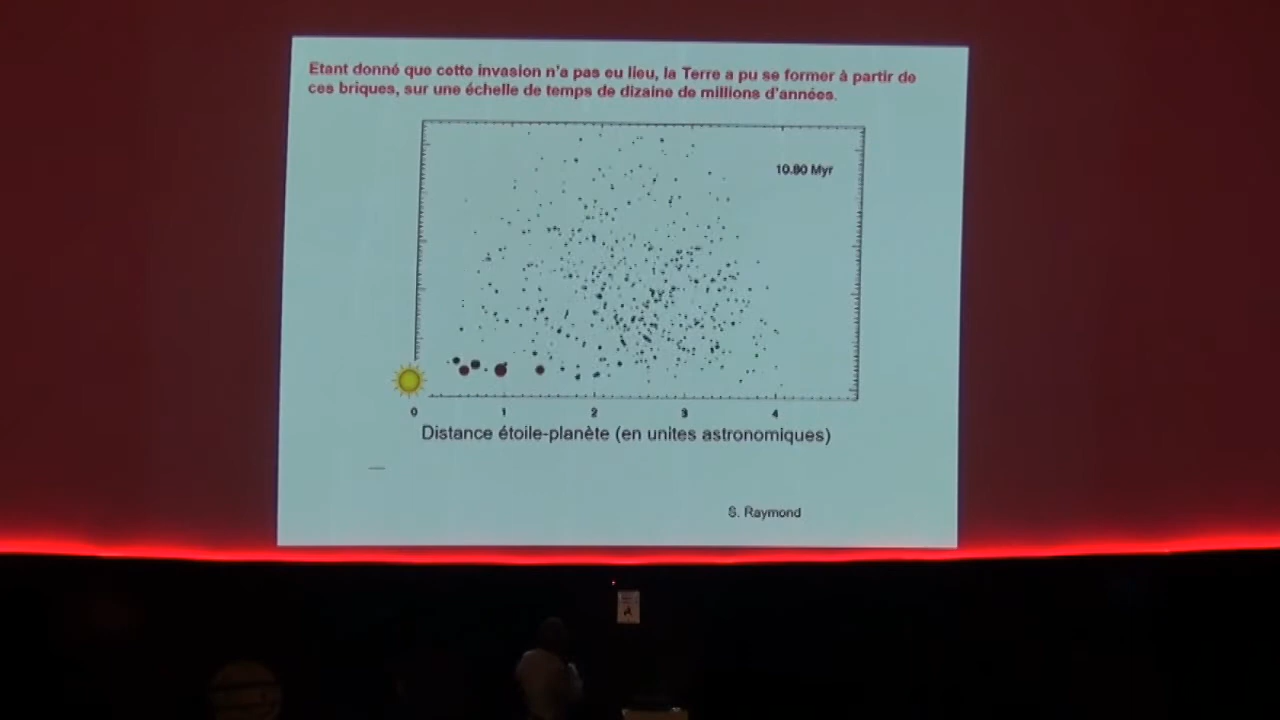 Etant donné que cette invasion n'a pas eu lieu, la Terre a pu se former à partir de
ces briques, sur une échelle de temps de dizaine de millions d'années.
10.90 Myr
0 1 2 3 4
Distance étoile-planète (en unites astronomiques)
S. Raymond